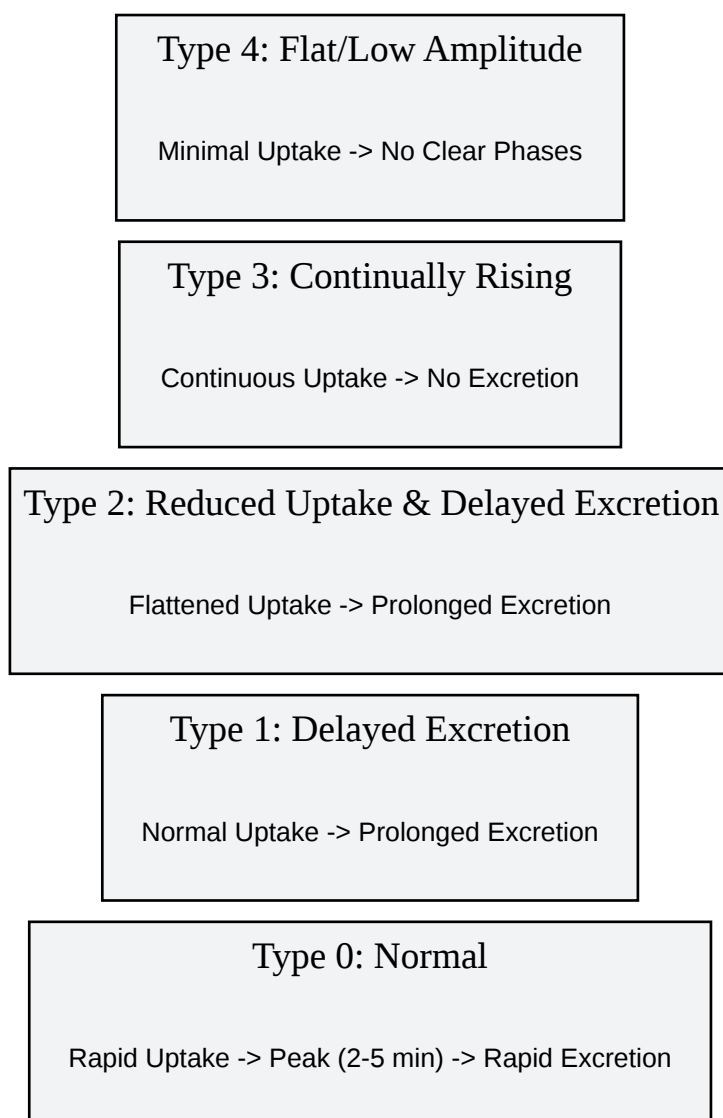 Type 4: Flat/Low Amplitude
Minimal Uptake -> No Clear Phases
Type 3: Continually Rising
Continuous Uptake -> No Excretion
Type 2: Reduced Uptake & Delayed Excretion
Flattened Uptake -> Prolonged Excretion
Type 1: Delayed Excretion
Normal Uptake -> Prolonged Excretion
Type 0: Normal
Rapid Uptake -> Peak (2-5 min) -> Rapid Excretion